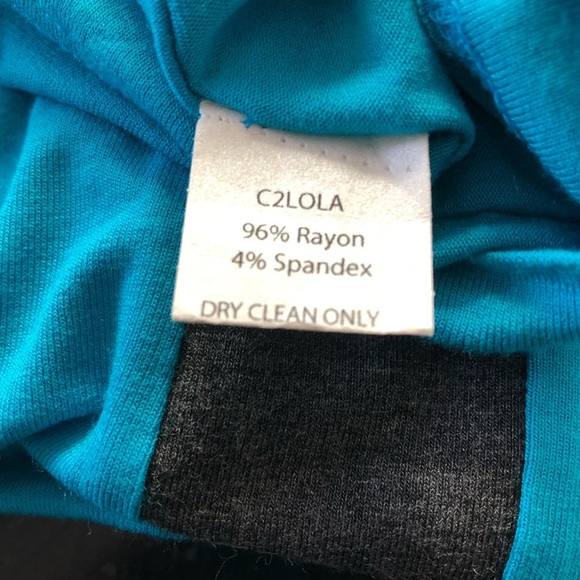 C2LOLA
96% Rayon
4% Spandex
DRY CLEAN ONLY